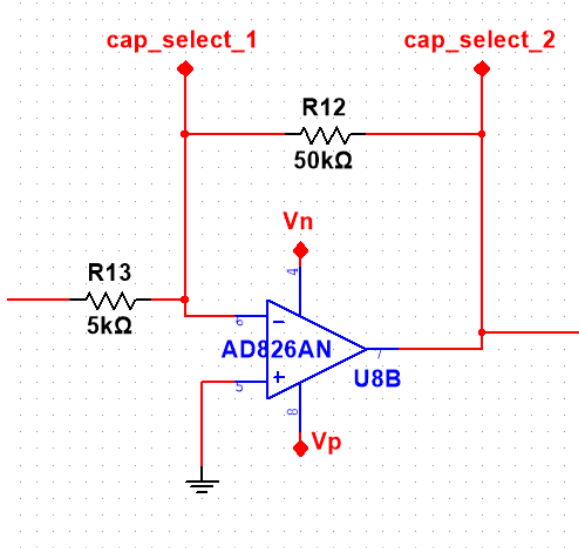 cap_select_1
cap_select_2
R12
50kΩ
Vn
4
R13
5kΩ
6
AD826AN
7
U8B
5
8
Vp